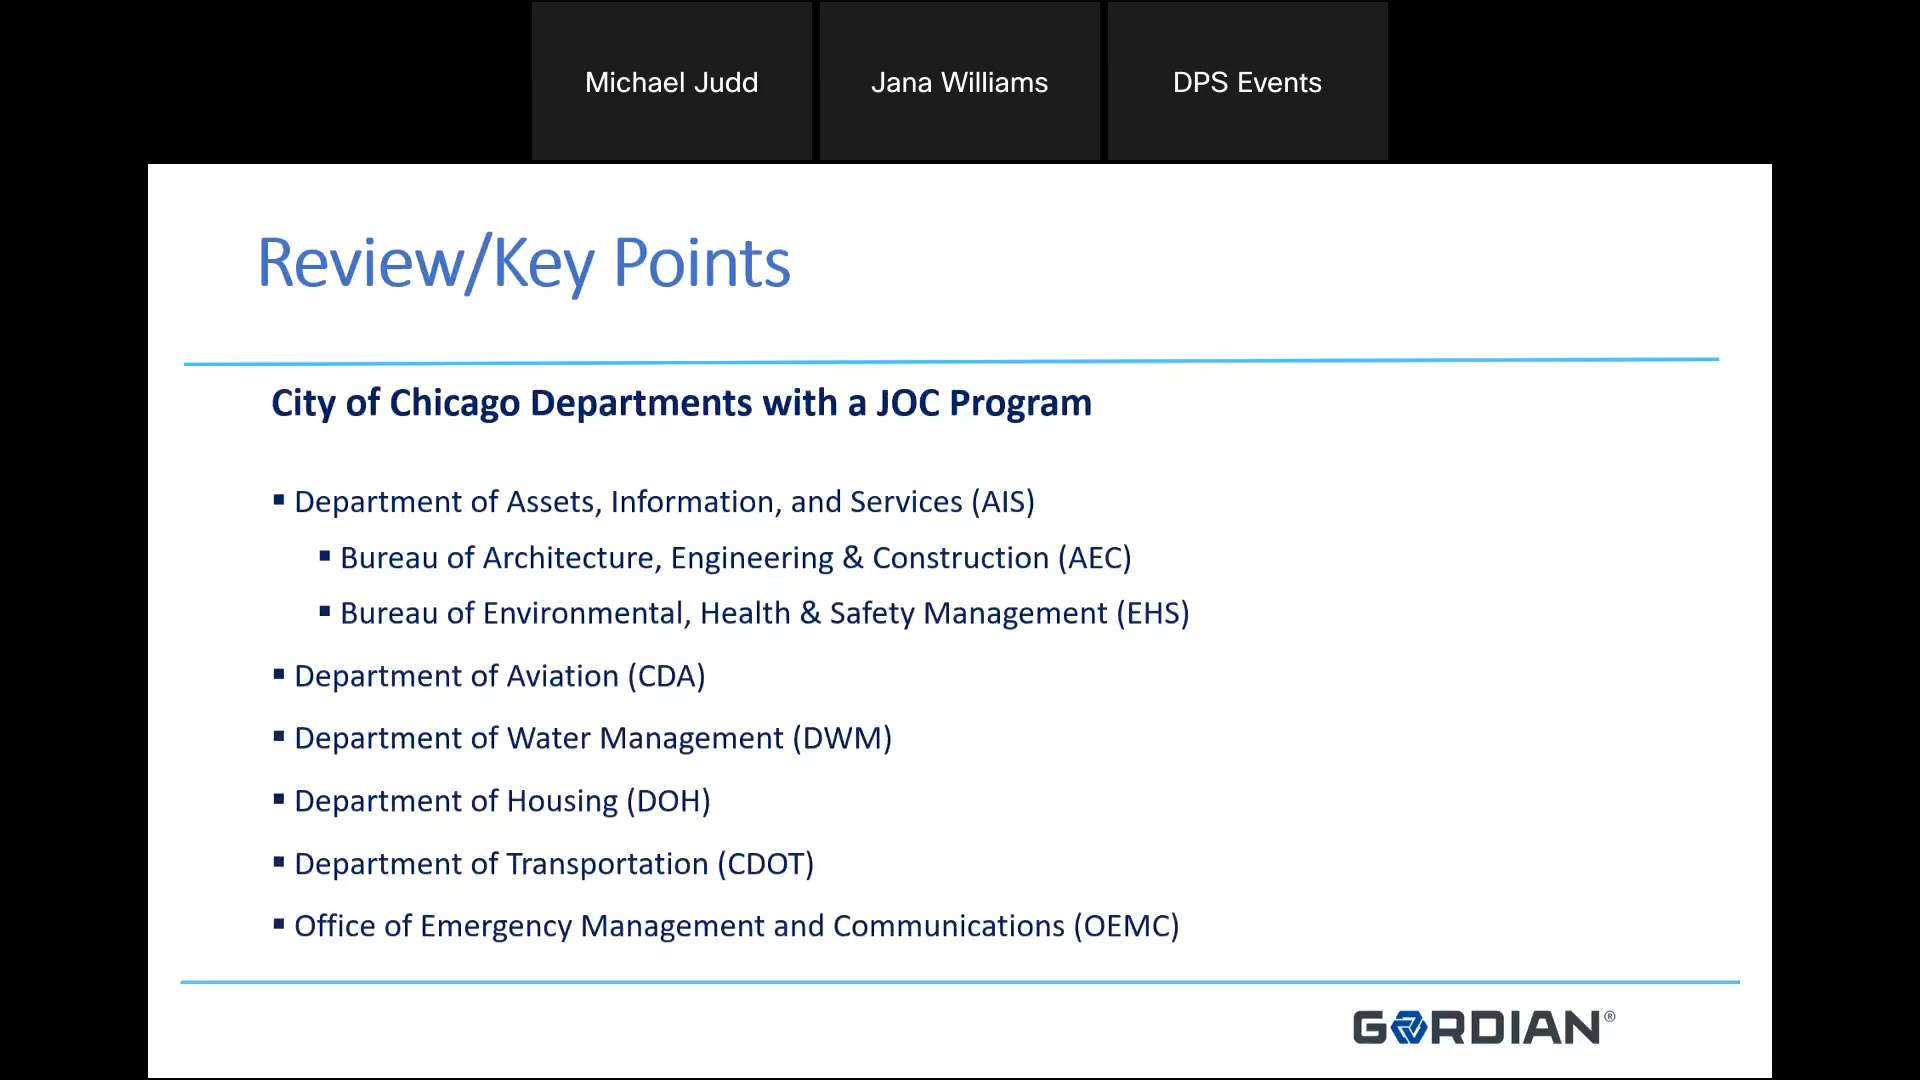 Michael Judd
Jana Williams
DPS Events
Review/Key Points
City of Chicago Departments with a JOC Program
▪ Department of Assets, Information, and Services (AIS)
▪ Bureau of Architecture, Engineering & Construction (AEC)
▪ Bureau of Environmental, Health & Safety Management (EHS)
▪ Department of Aviation (CDA)
▪ Department of Water Management (DWM)
▪ Department of Housing (DOH)
▪ Department of Transportation (CDOT)
▪ Office of Emergency Management and Communications (OEMC)
GORDIAN®